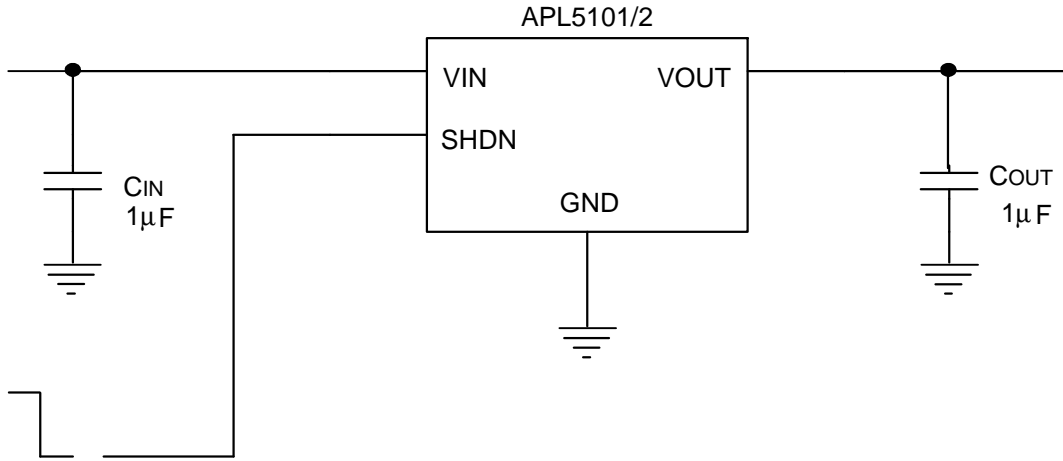 APL5101/2
VIN
VOUT
SHDN
GND
CIN
1μF
COUT
1μF